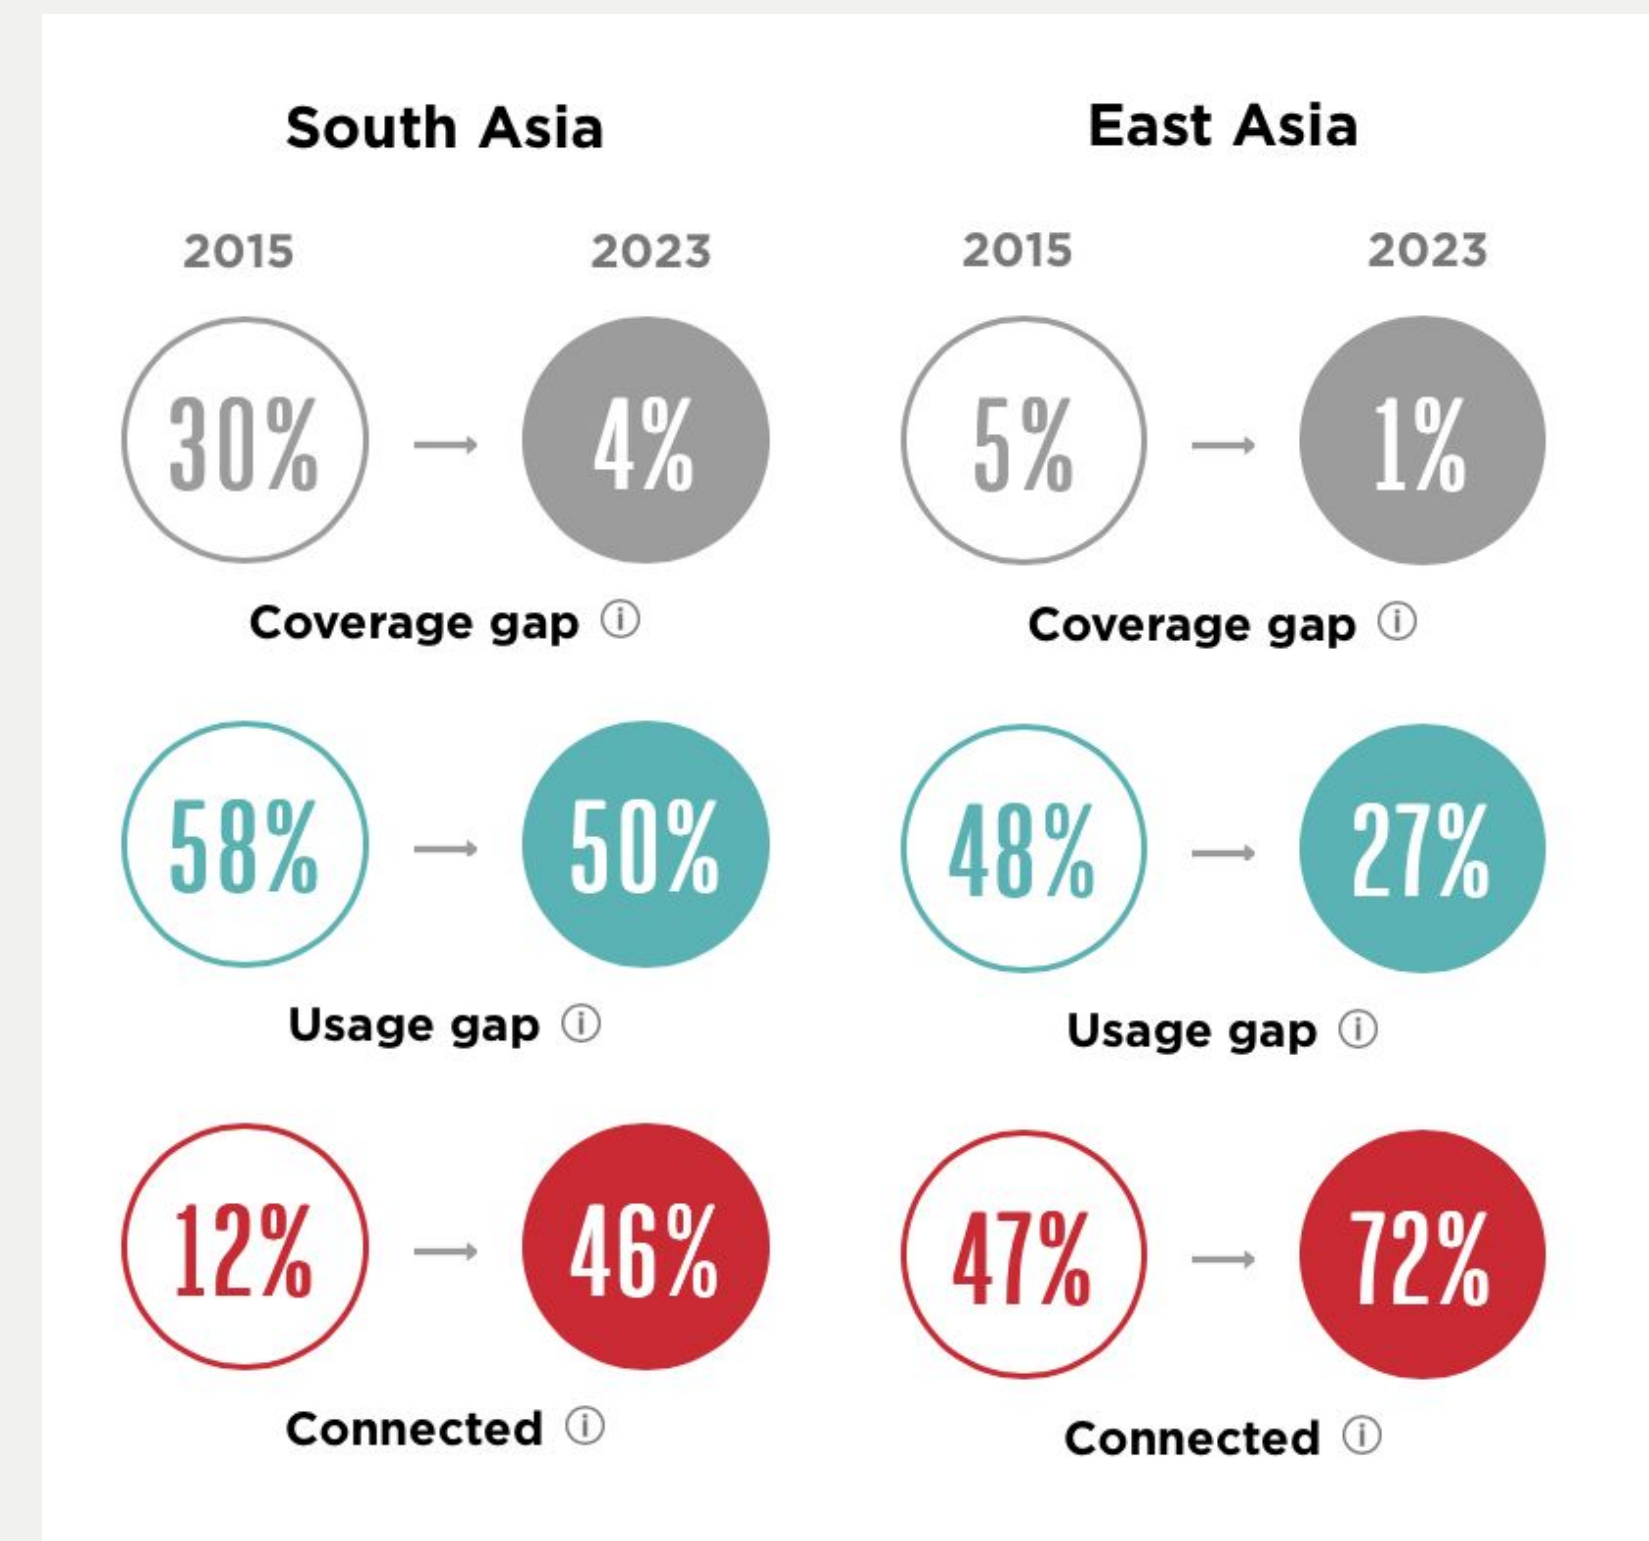 South Asia
2015 2023
30% → 4%
Coverage gap ⓘ
58% → 50%
Usage gap ⓘ
12% → 46%
Connected ⓘ
East Asia
2015 2023
5% → 1%
Coverage gap ⓘ
48% → 27%
Usage gap ⓘ
47% → 72%
Connected ⓘ